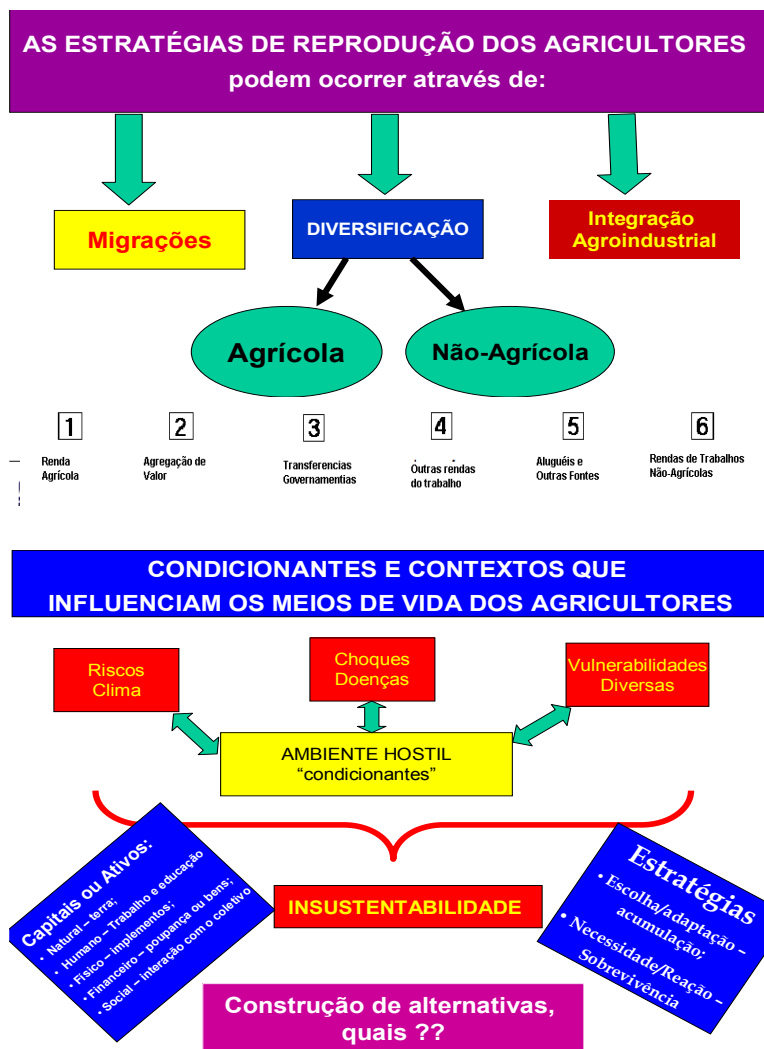 AS ESTRATÉGIAS DE REPRODUÇÃO DOS AGRICULTORES
podem ocorrer através de:
Migrações
DIVERSIFICAÇÃO
Integração
Agroindustrial
Agrícola
Não-Agrícola
1
2
3
4
5
6
Renda
Agrícola
Agregação de
Valor
Transferencias
Governamentias
Outras rendas
do trabalho
Aluguéis e
Outras Fontes
Rendas de Trabalhos
Não-Agrícolas
CONDICIONANTES E CONTEXTOS QUE
INFLUENCIAM OS MEIOS DE VIDA DOS AGRICULTORES
Riscos
Clima
Choques
Doenças
Vulnerabilidades
Diversas
AMBIENTE HOSTIL
“condicionantes”
Capitais ou Ativos:
• Natural – terra;
• Humano – Trabalho e educação
• Físico – implementos;
• Financeiro – poupança ou bens;
• Social – interação com o coletivo
INSUSTENTABILIDADE
Estratégias
• Escolha/adaptação –
acumulação;
• Necessidade/Reação –
Sobrevivência
Construção de alternativas,
quais ??